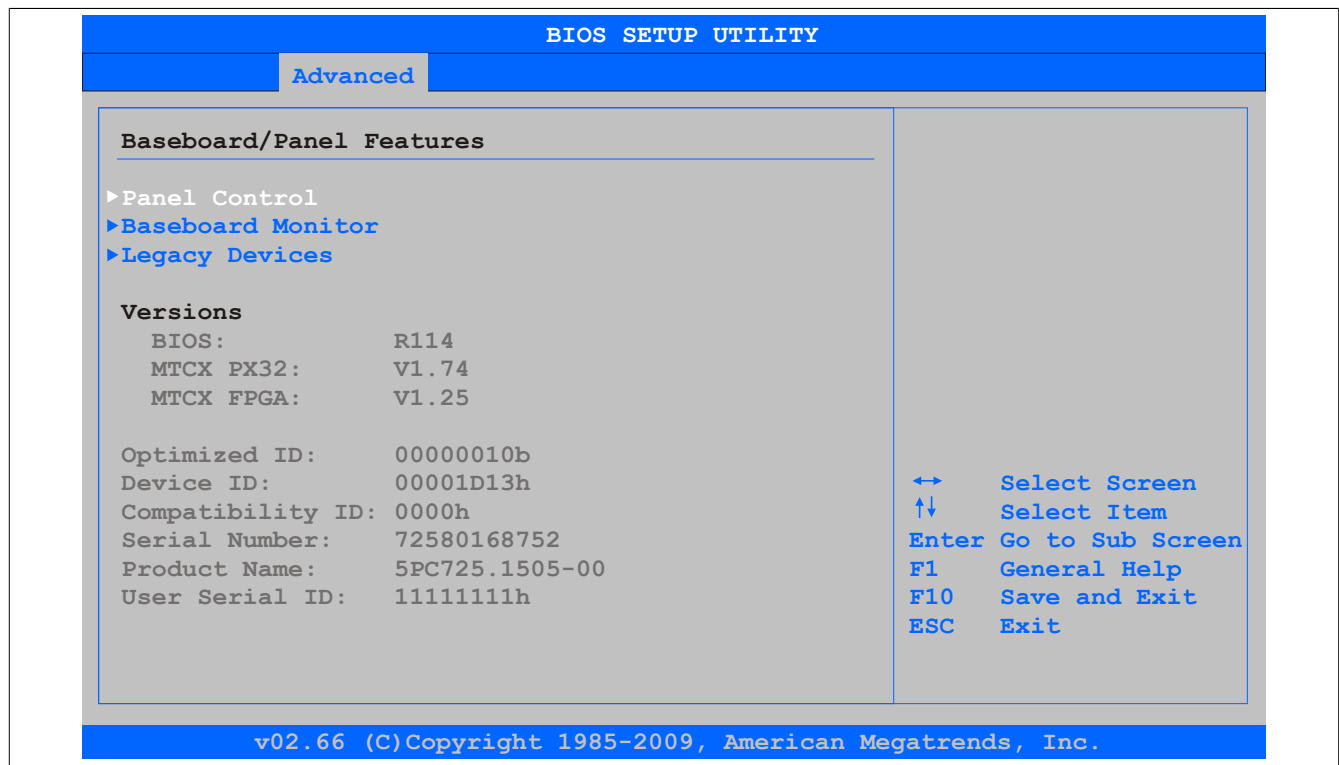 BIOS SETUP UTILITY
Advanced
Baseboard/Panel Features
Panel Control
Baseboard Monitor
Legacy Devices
Versions
BIOS: R114
MTCX PX32: V1.74
MTCX FPGA: V1.25
Optimized ID: 00000010b
Device ID: 00001D13h
Compatibility ID: 0000h
Serial Number: 72580168752
Product Name: 5PC725.1505-00
User Serial ID: 11111111h
↔ Select Screen
↑↓ Select Item
Enter Go to Sub Screen
F1 General Help
F10 Save and Exit
ESC Exit
v02.66 (C)Copyright 1985-2009, American Megatrends, Inc.